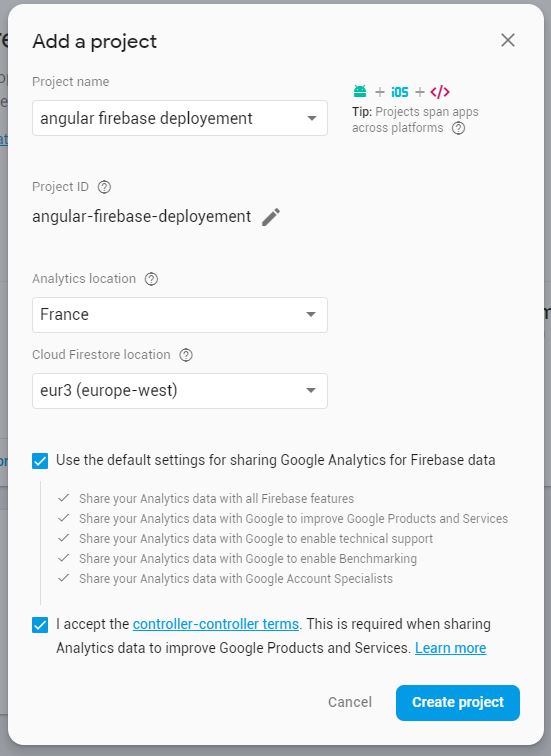 Add a project
Project name
angular firebase deployement
+ iOS + </>
Tip: Projects span apps
across platforms
Project ID
angular-firebase-deployement
Analytics location
France
Cloud Firestore location
eur3 (europe-west)
Use the default settings for sharing Google Analytics for Firebase data
Share your Analytics data with all Firebase features
Share your Analytics data with Google to improve Google Products and Services
Share your Analytics data with Google to enable technical support
Share your Analytics data with Google to enable Benchmarking
Share your Analytics data with Google Account Specialists
I accept the controller-controller terms. This is required when sharing
Analytics data to improve Google Products and Services. Learn more
Cancel
Create project